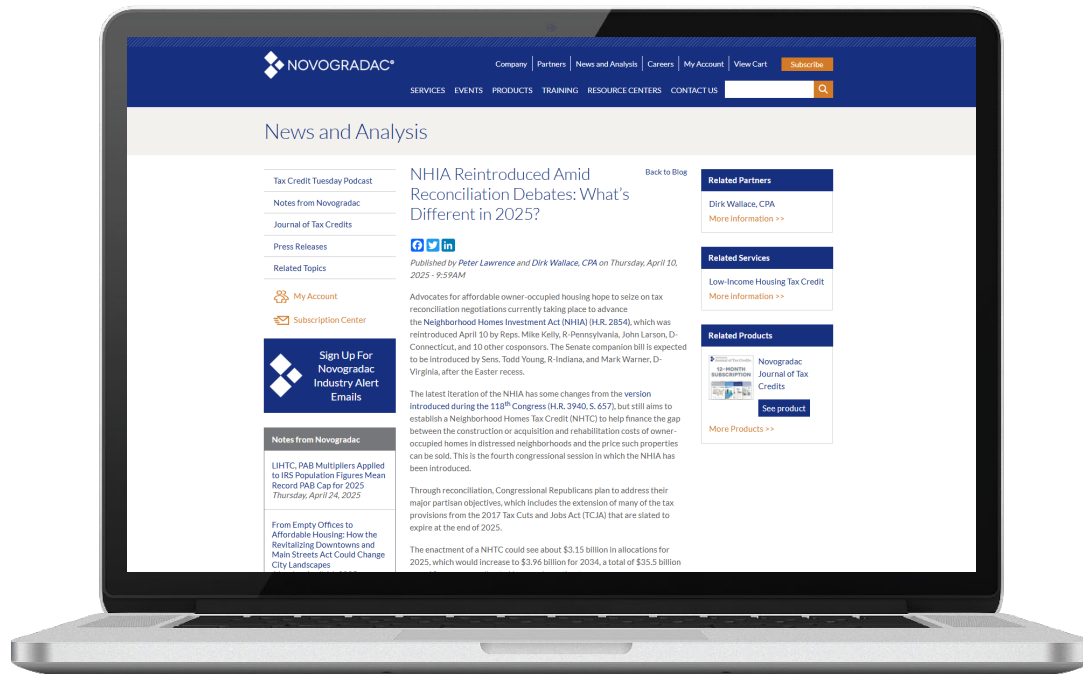 NOVOGRADAC®
Company
Partners
News and Analysis
Careers
My Account
View Cart
Subscribe
SERVICES
EVENTS
PRODUCTS
TRAINING
RESOURCE CENTERS
CONTACT US
News and Analysis
Tax Credit Tuesday Podcast
Notes from Novogradac
Journal of Tax Credits
Press Releases
Related Topics
My Account
Subscription Center
Sign Up For
Novogradac
Industry Alert
Emails
Notes from Novogradac
LIHTC, PAB Multipliers Applied
to IRS Population Figures Mean
Record PAB Cap for 2025
Thursday, April 24, 2025
From Empty Offices to
Affordable Housing: How the
Revitalizing Downtowns and
Main Streets Act Could Change
City Landscapes
NHIA Reintroduced Amid
Reconciliation Debates: What's
Different in 2025?
Back to Blog
Published by Peter Lawrence and Dirk Wallace, CPA on Thursday, April 10,
2025 - 9:59AM
Advocates for affordable owner-occupied housing hope to seize on tax
reconciliation negotiations currently taking place to advance
the Neighborhood Homes Investment Act (NHIA) (H.R. 2854), which was
reintroduced April 10 by Reps. Mike Kelly, R-Pennsylvania, John Larson, D-
Connecticut, and 10 other cosponsors. The Senate companion bill is expected
to be introduced by Sens. Todd Young, R-Indiana, and Mark Warner, D-
Virginia, after the Easter recess.
The latest iteration of the NHIA has some changes from the version
introduced during the 118th Congress (H.R. 3940, S. 657), but still aims to
establish a Neighborhood Homes Tax Credit (NHTC) to help finance the gap
between the construction or acquisition and rehabilitation costs of owner-
occupied homes in distressed neighborhoods and the price such properties
can be sold. This is the fourth congressional session in which the NHIA has
been introduced.
Through reconciliation, Congressional Republicans plan to address their
major partisan objectives, which includes the extension of many of the tax
provisions from the 2017 Tax Cuts and Jobs Act (TCJA) that are slated to
expire at the end of 2025.
The enactment of a NHTC could see about $3.15 billion in allocations for
2025, which would increase to $3.96 billion for 2034, a total of $35.5 billion
Related Partners
Dirk Wallace, CPA
More information >>
Related Services
Low-Income Housing Tax Credit
More information >>
Related Products
Journal of Tax Credits
12-MONTH
SUBSCRIPTION
Novogradac
Journal of Tax
Credits
See product
More Products >>